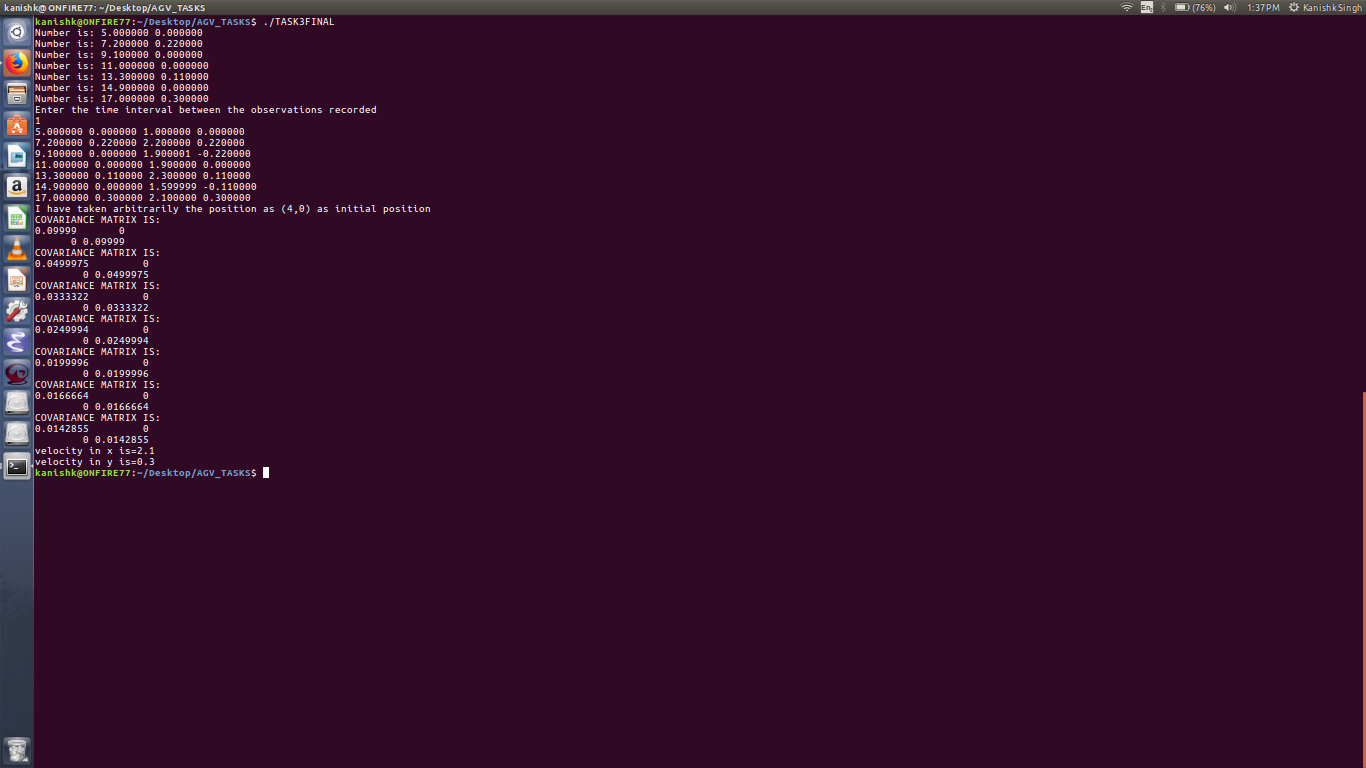 kanishk@ONFIRE77: ~/Desktop/AGV_TASKS
En
(76%)
1:37PM
Kanishk Singh
kanishk@ONFIRE77:~/Desktop/AGV_TASKS$ ./TASK3FINAL
Number is: 5.000000 0.000000
Number is: 7.200000 0.220000
Number is: 9.100000 0.000000
Number is: 11.000000 0.000000
Number is: 13.300000 0.110000
Number is: 14.900000 0.000000
Number is: 17.000000 0.300000
Enter the time interval between the observations recorded
1
5.000000 0.000000 1.000000 0.000000
7.200000 0.220000 2.200000 0.220000
9.100000 0.000000 1.900001 -0.220000
11.000000 0.000000 1.900000 0.000000
13.300000 0.110000 2.300000 0.110000
14.900000 0.000000 1.599999 -0.110000
17.000000 0.300000 2.100000 0.300000
I have taken arbitrarily the position as (4,0) as initial position
COVARIANCE MATRIX IS:
0.09999       0
      0 0.09999
COVARIANCE MATRIX IS:
0.0499975         0
        0 0.0499975
COVARIANCE MATRIX IS:
0.0333322         0
        0 0.0333322
COVARIANCE MATRIX IS:
0.0249994         0
        0 0.0249994
COVARIANCE MATRIX IS:
0.0199996         0
        0 0.0199996
COVARIANCE MATRIX IS:
0.0166664         0
        0 0.0166664
COVARIANCE MATRIX IS:
0.0142855         0
        0 0.0142855
velocity in x is=2.1
velocity in y is=0.3
kanishk@ONFIRE77:~/Desktop/AGV_TASKS$